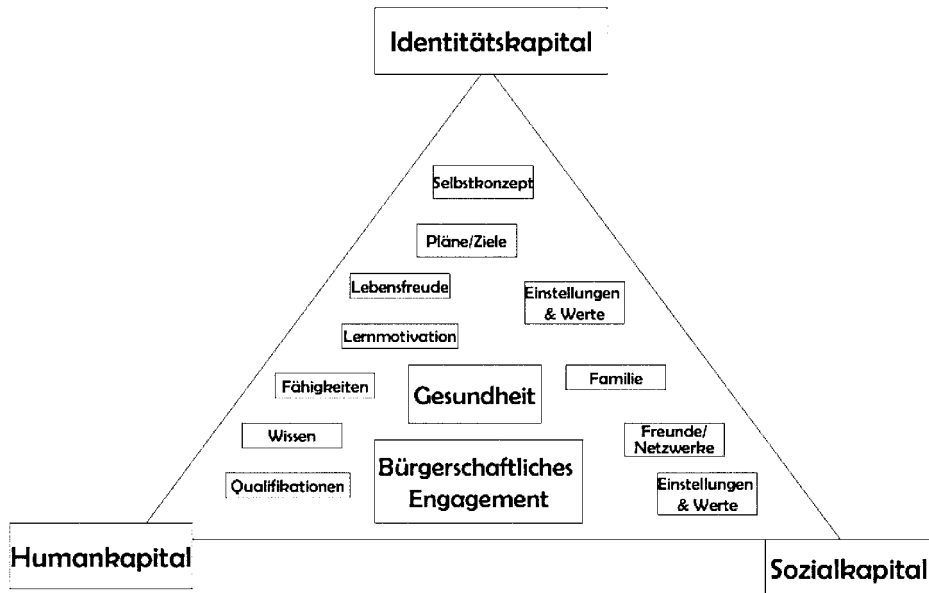 Identitätskapital
Selbstkonzept
Pläne/Ziele
Lebensfreude
Einstellungen
& Werte
Lernmotivation
Fähigkeiten
Gesundheit
Familie
Wissen
Freunde/
Netzwerke
Bürgerschaftliches
Engagement
Qualifikationen
Einstellungen
& Werte
Humankapital
Sozialkapital